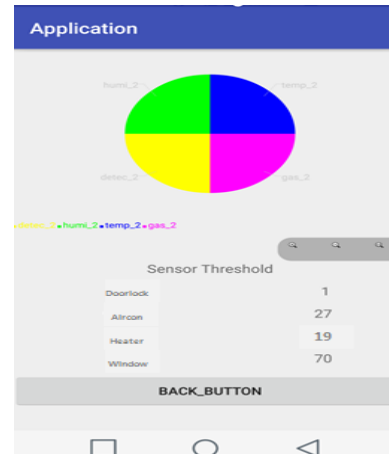 Application
humi_2 temp_2
detec_2 gas_2
detec_2 humi_2 temp_2 gas_2
Sensor Threshold
Doorlock 1
Aircon 27
Heater 19
Window 70
BACK_BUTTON